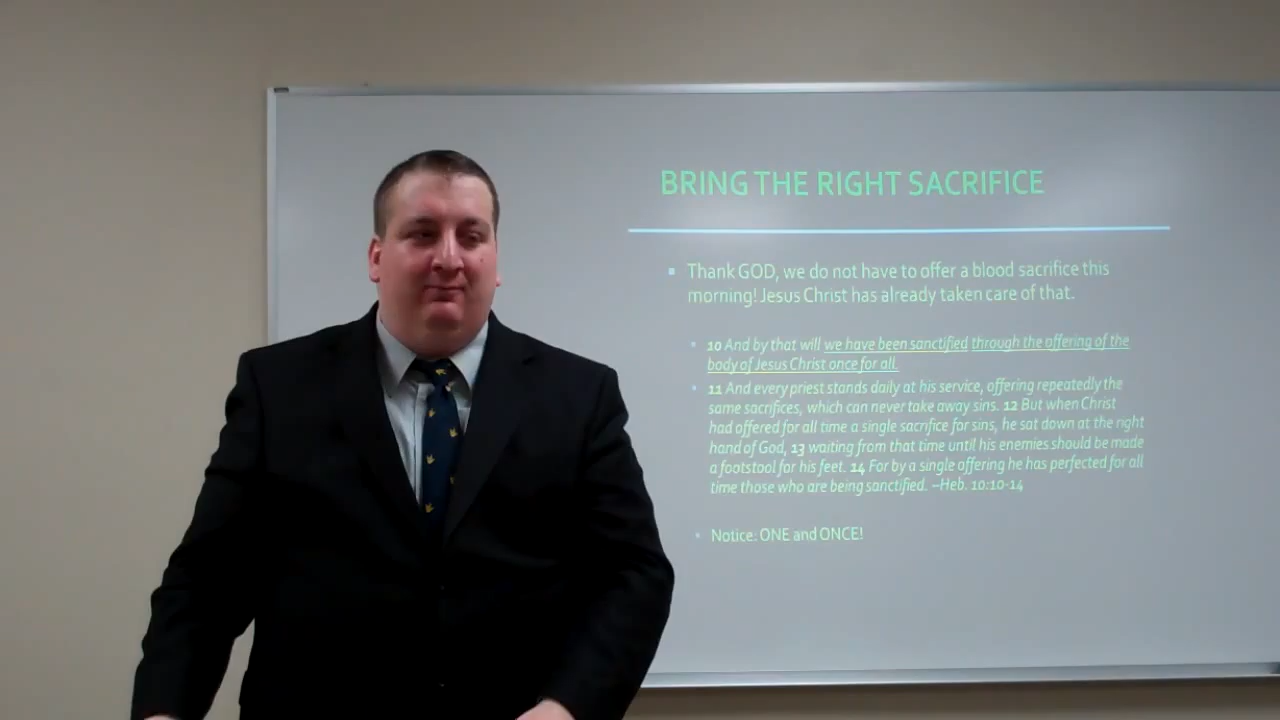 BRING THE RIGHT SACRIFICE
Thank GOD, we do not have to offer a blood sacrifice this
morning! Jesus Christ has already taken care of that.
10 And by that will we have been sanctified through the offering of the
body of Jesus Christ once for all.
11 And every priest stands daily at his service, offering repeatedly the
same sacrifices, which can never take away sins. 12 But when Christ
had offered for all time a single sacrifice for sins, he sat down at the right
hand of God, 13 waiting from that time until his enemies should be made
a footstool for his feet. 14 For by a single offering he has perfected for all
time those who are being sanctified. –Heb. 10:10-14
Notice: ONE and ONCE!